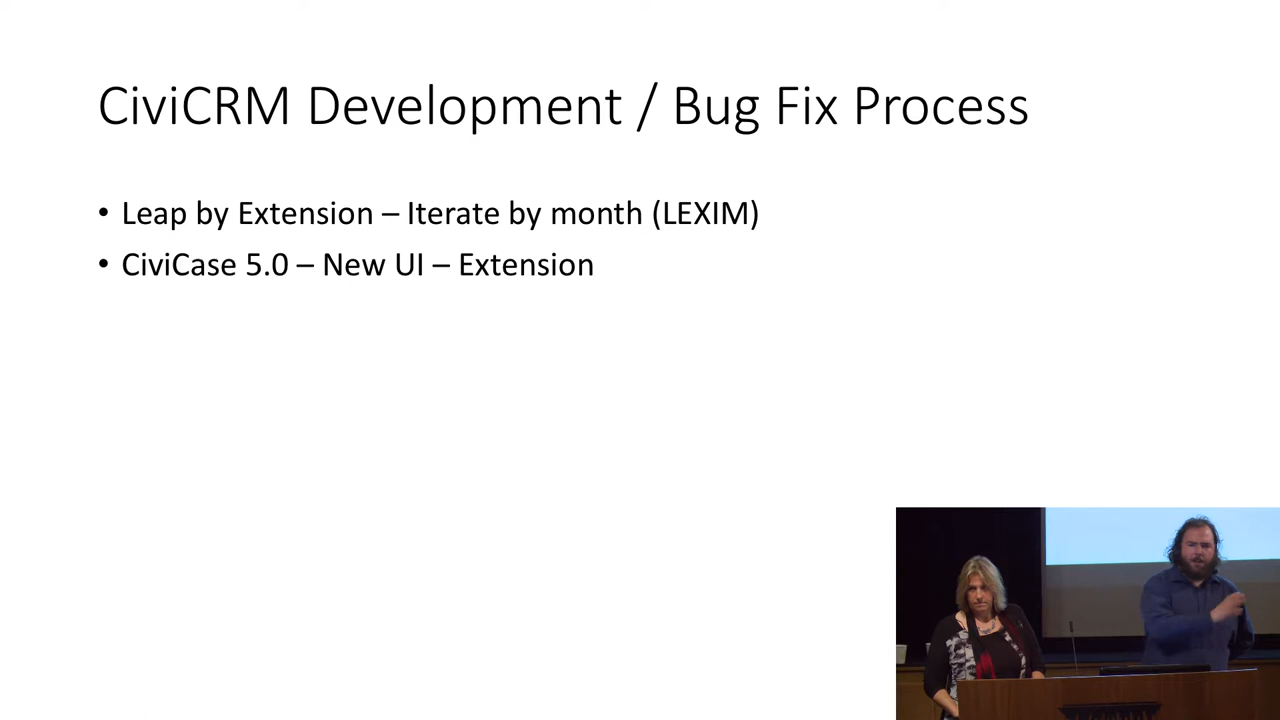 CiviCRM Development / Bug Fix Process
• Leap by Extension – Iterate by month (LEXIM)
• CiviCase 5.0 – New UI – Extension